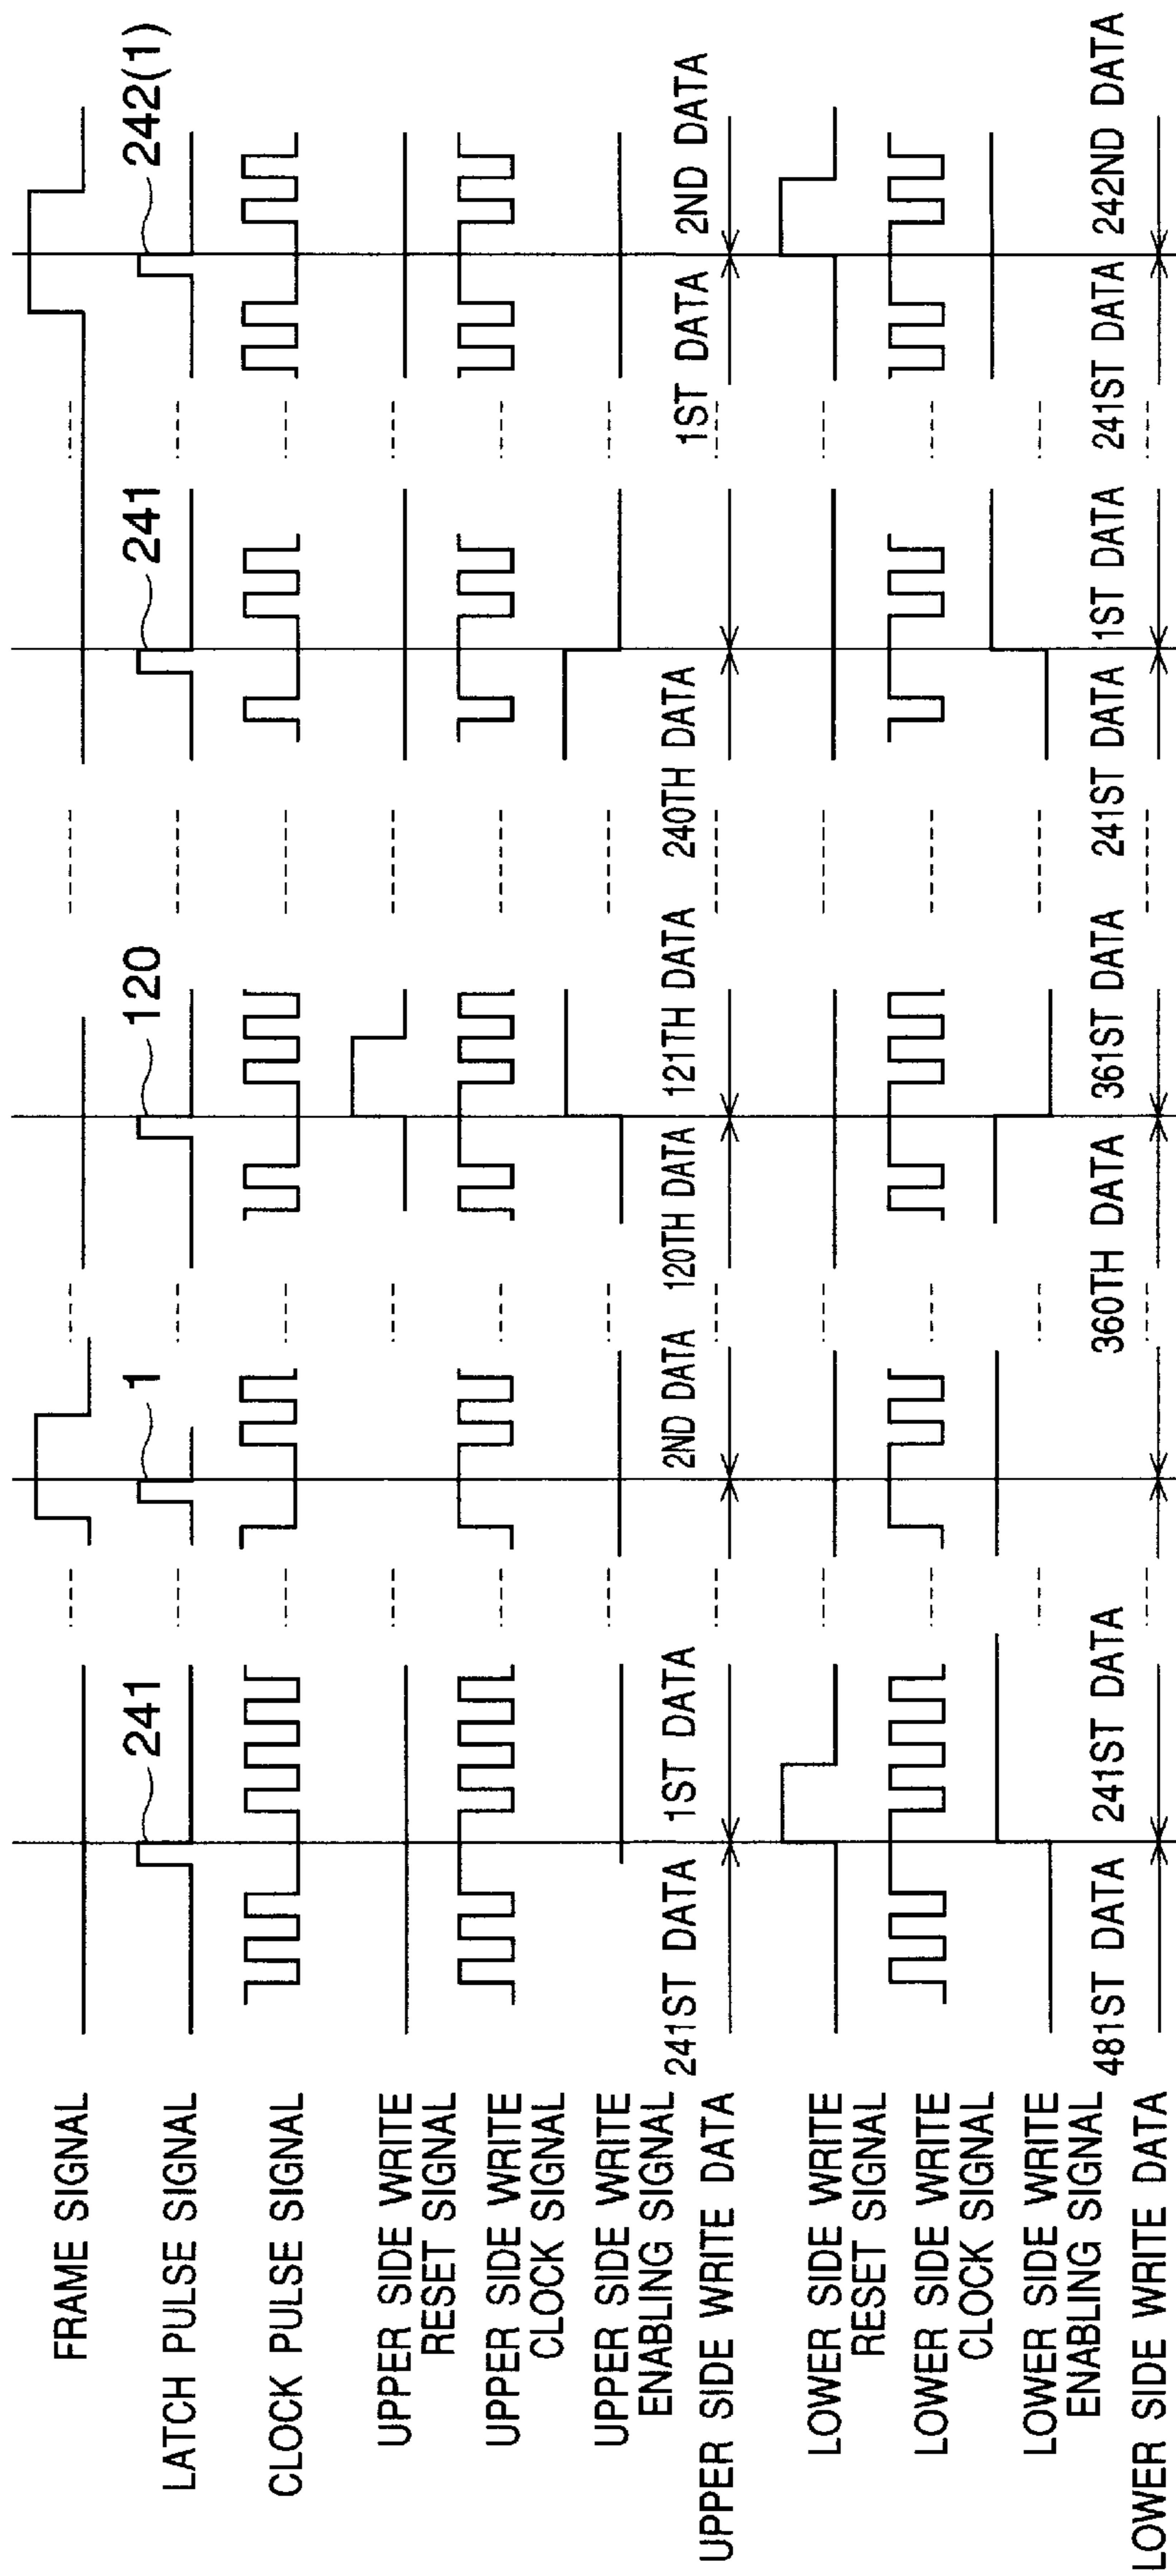 FRAME SIGNAL
LATCH PULSE SIGNAL
241
1
120
241
242(1)
CLOCK PULSE SIGNAL
UPPER SIDE WRITE
RESET SIGNAL
UPPER SIDE WRITE
CLOCK SIGNAL
UPPER SIDE WRITE
ENABLING SIGNAL
UPPER SIDE WRITE DATA
241ST DATA 1ST DATA 2ND DATA 120TH DATA 121TH DATA 240TH DATA 1ST DATA 2ND DATA
LOWER SIDE WRITE
RESET SIGNAL
LOWER SIDE WRITE
CLOCK SIGNAL
LOWER SIDE WRITE
ENABLING SIGNAL
LOWER SIDE WRITE DATA
481ST DATA 241ST DATA 360TH DATA 361ST DATA 241ST DATA 1ST DATA 241ST DATA 242ND DATA